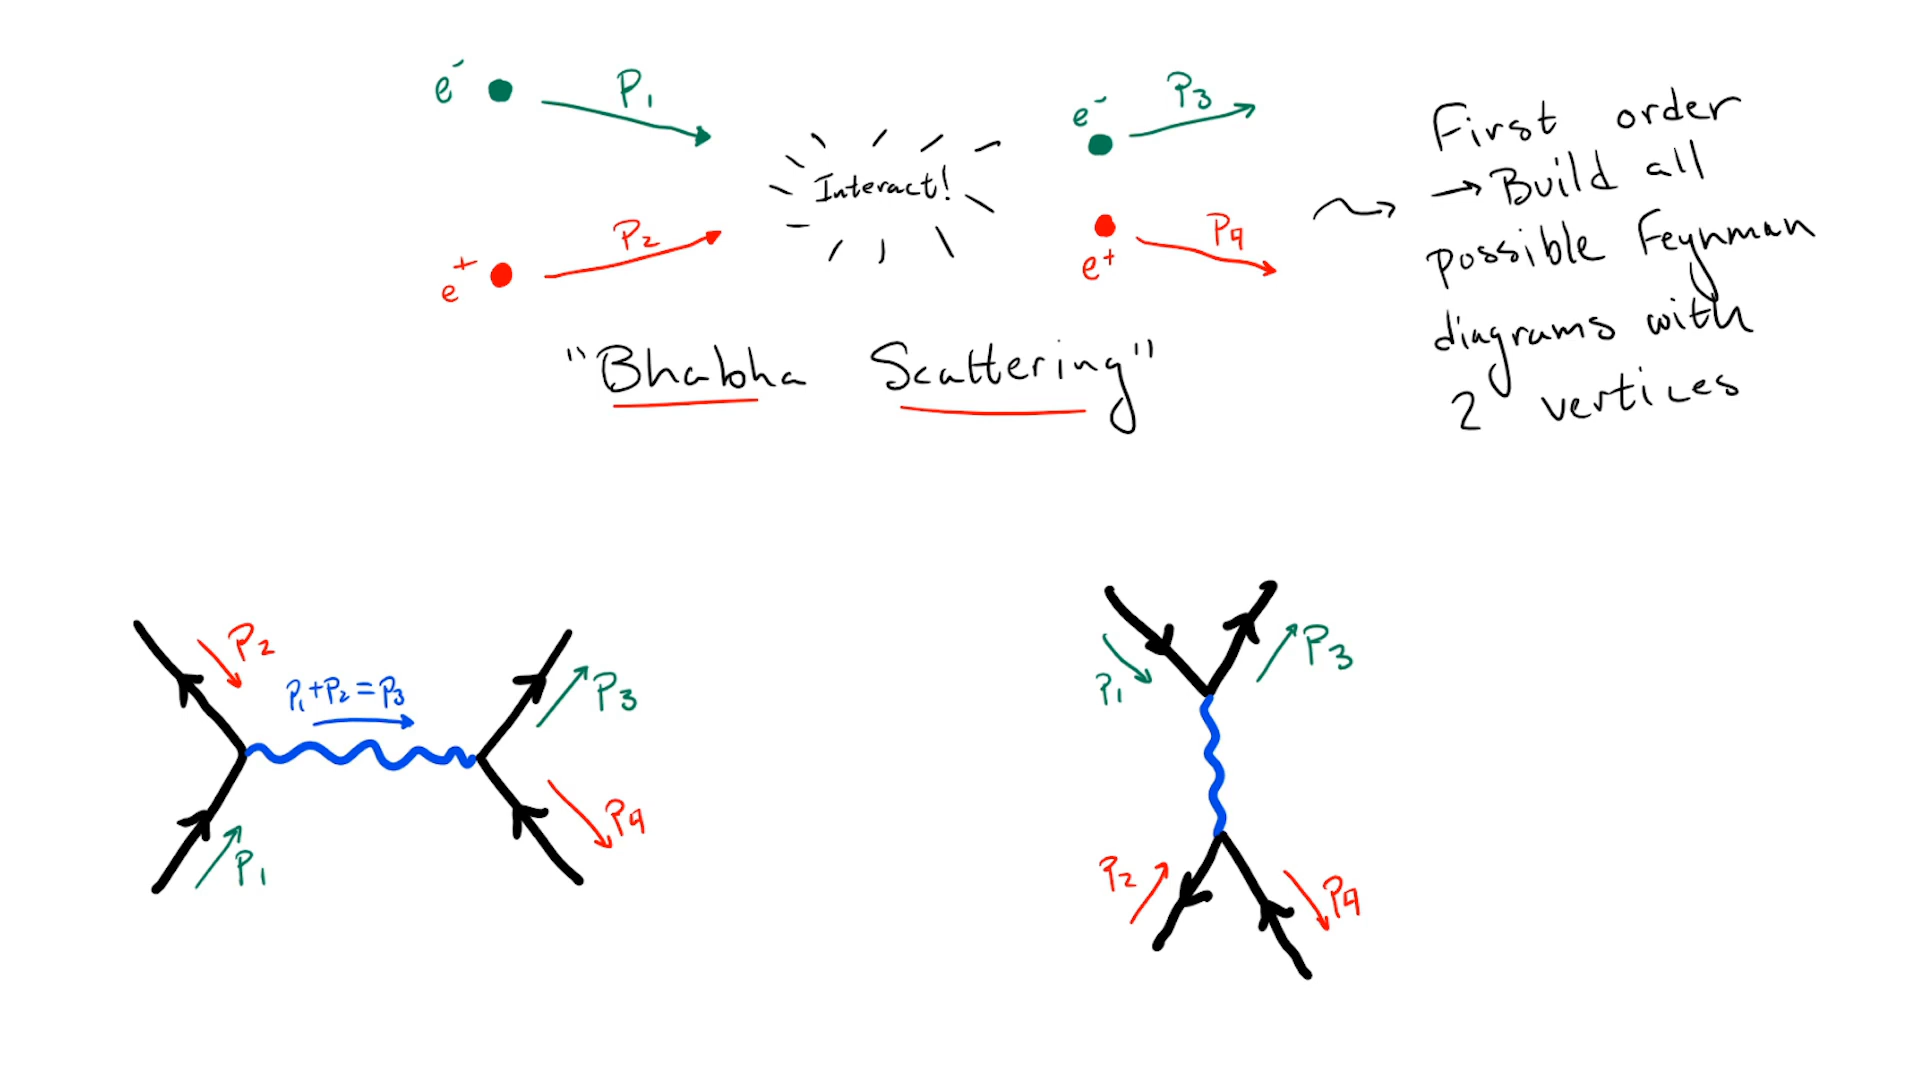 e⁻
P₁
e⁻
P₃
Interact!
e⁺
P₂
e⁺
P₄
"Bhabha Scattering"
First order
→ Build all
possible Feynman
diagrams with
2 vertices
P₂
P₁+P₂=P₃
P₃
P₁
P₄
P₁
P₃
P₂
P₄